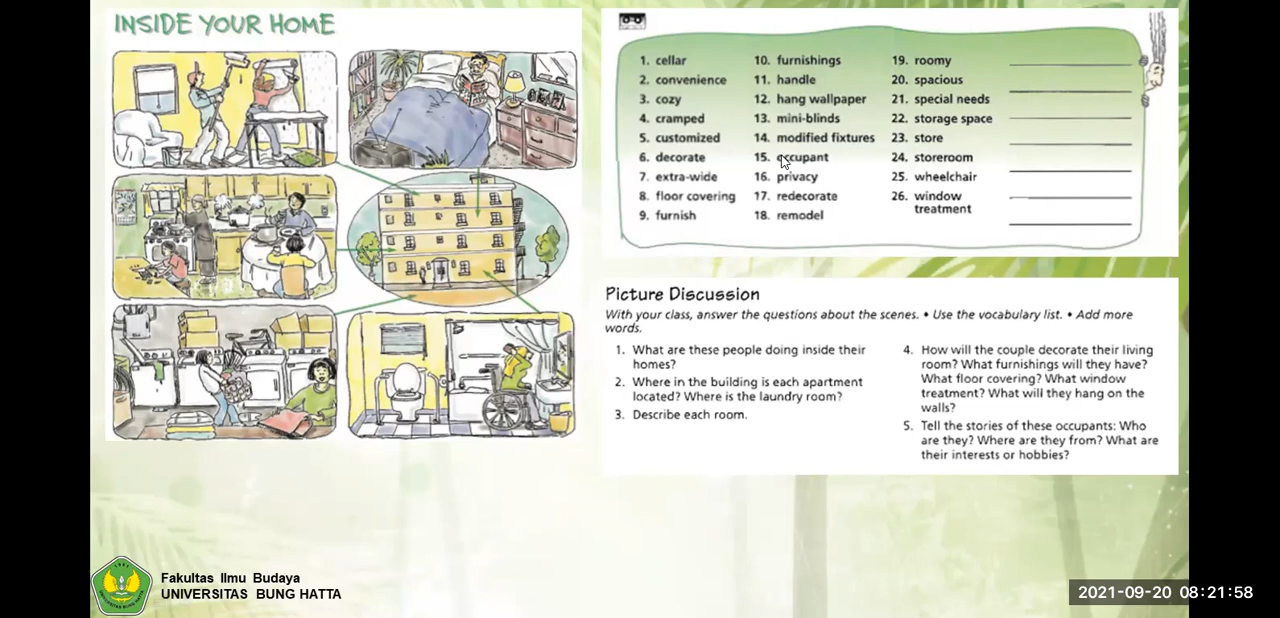 INSIDE YOUR HOME
1. cellar
2. convenience
3. cozy
4. cramped
5. customized
6. decorate
7. extra-wide
8. floor covering
9. furnish
10. furnishings
11. handle
12. hang wallpaper
13. mini-blinds
14. modified fixtures
15. occupant
16. privacy
17. redecorate
18. remodel
19. roomy
20. spacious
21. special needs
22. storage space
23. store
24. storeroom
25. wheelchair
26. window
treatment
Picture Discussion
With your class, answer the questions about the scenes. • Use the vocabulary list. • Add more
words.
1. What are these people doing inside their
homes?
2. Where in the building is each apartment
located? Where is the laundry room?
3. Describe each room.
4. How will the couple decorate their living
room? What furnishings will they have?
What floor covering? What window
treatment? What will they hang on the
walls?
5. Tell the stories of these occupants: Who
are they? Where are they from? What are
their interests or hobbies?
Fakultas Ilmu Budaya
UNIVERSITAS BUNG HATTA
2021-09-20 08:21:58